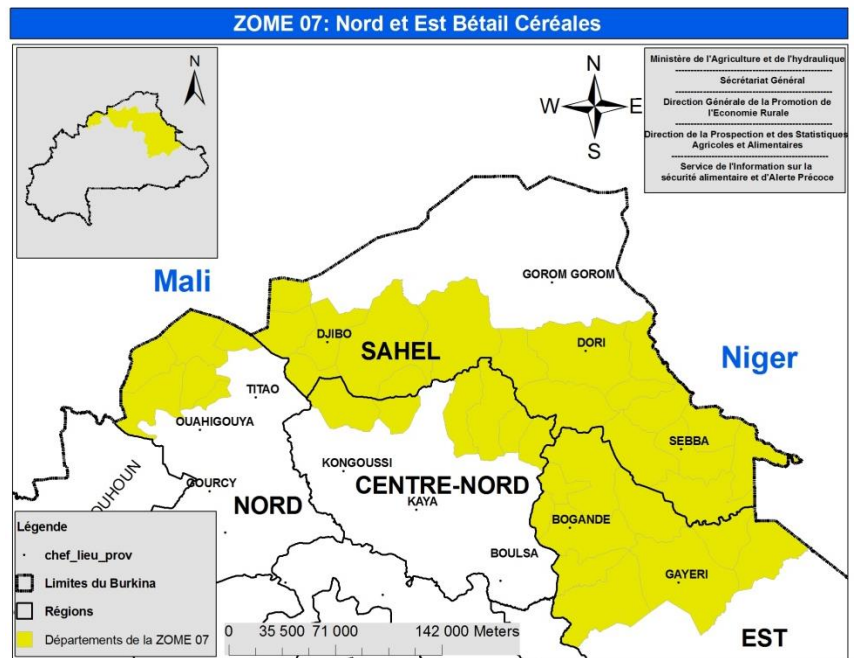 ZOME 07: Nord et Est Bétail Céréales
N
N
W E
S
Ministère de l'Agriculture et de l'hydraulique
Sécrétariat Général
Direction Générale de la Promotion de
l'Economie Rurale
Direction de la Prospection et des Statistiques
Agricoles et Alimentaires
Service de l'Information sur la
sécurité alimentaire et d'Alerte Précoce
Mali
GOROM GOROM
DJIBO
SAHEL
DORI
Niger
TITAO
OUAHIGOUYA
SEBBA
KONGOUSSI
CENTRE-NORD
OUHOUN
GOURCY
NORD
KAYA
BOGANDE
BOULSA
GAYERI
EST
Légende
chef_lieu_prov
Limites du Burkina
Régions
Départements de la ZOME 07
0 35 500 71 000 142 000 Meters